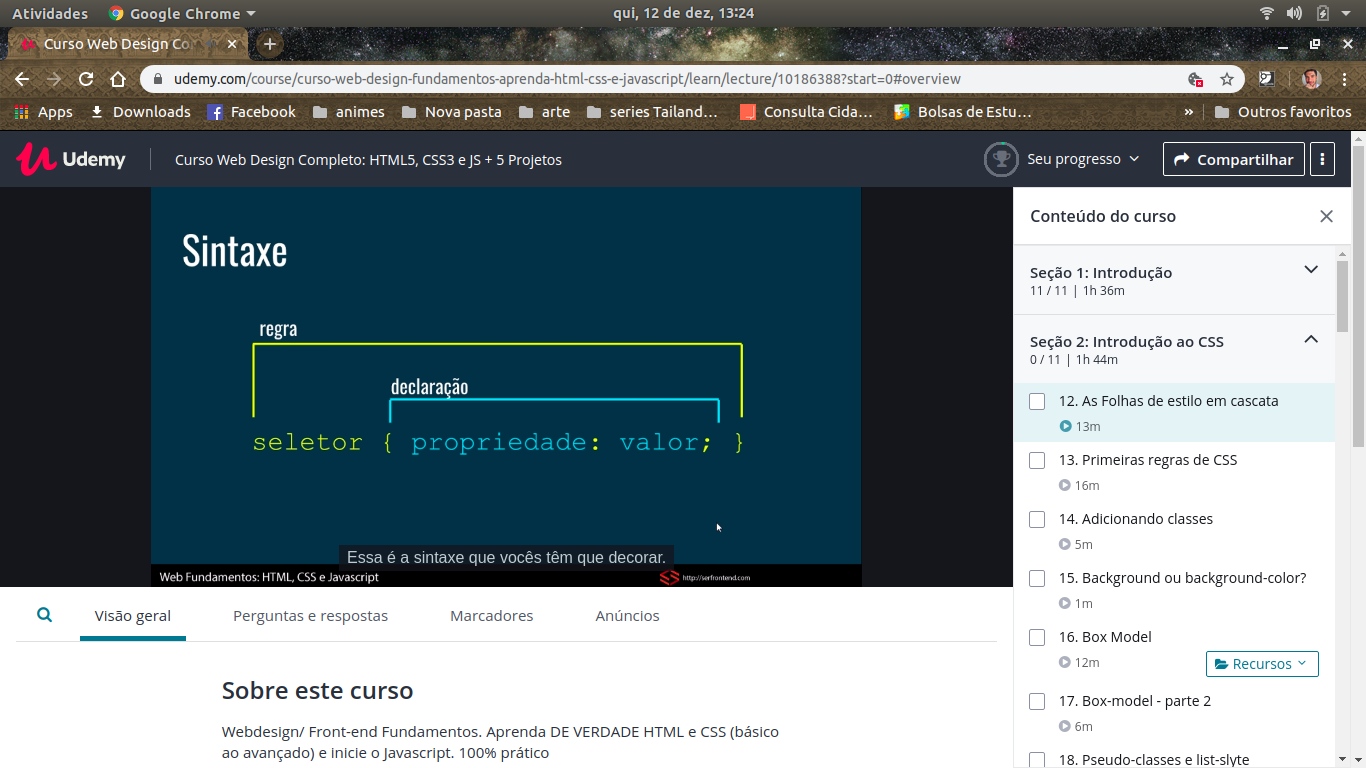 Atividades Google Chrome qui, 12 de dez, 13:24
Curso Web Design Co
udemy.com/course/curso-web-design-fundamentos-aprenda-html-css-e-javascript/learn/lecture/10186388?start=0#overview
Apps Downloads Facebook animes Nova pasta arte series Tailand… Consulta Cida… Bolsas de Estu… » Outros favoritos
Udemy Curso Web Design Completo: HTML5, CSS3 e JS + 5 Projetos Seu progresso Compartilhar
Sintaxe
regra
declaração
seletor { propriedade: valor; }
Essa é a sintaxe que vocês têm que decorar.
Web Fundamentos: HTML, CSS e Javascript http://serfrontend.com
Conteúdo do curso
Seção 1: Introdução
11 / 11 | 1h 36m
Seção 2: Introdução ao CSS
0 / 11 | 1h 44m
12. As Folhas de estilo em cascata
13m
13. Primeiras regras de CSS
16m
14. Adicionando classes
5m
15. Background ou background-color?
1m
16. Box Model
12m Recursos
17. Box-model - parte 2
6m
18. Pseudo-classes e list-slyte
Visão geral Perguntas e respostas Marcadores Anúncios
Sobre este curso
Webdesign/ Front-end Fundamentos. Aprenda DE VERDADE HTML e CSS (básico
ao avançado) e inicie o Javascript. 100% prático